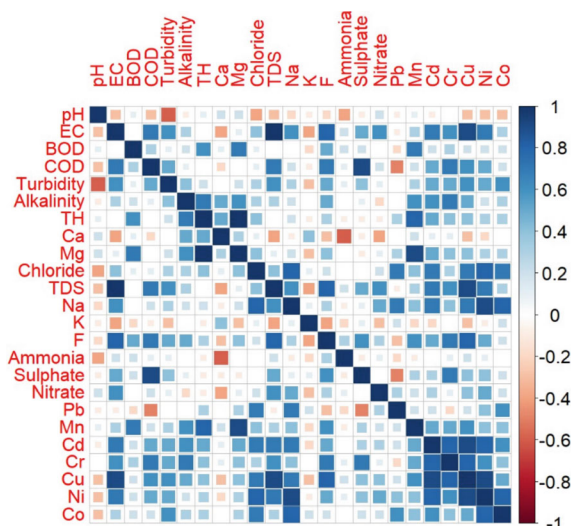 pH EC BOD COD Turbidity Alkalinity TH Ca Mg Chloride TDS Na K F Ammonia Sulphate Nitrate Pb Mn Cd Cr Cu Ni Co
pH
EC
BOD
COD
Turbidity
Alkalinity
TH
Ca
Mg
Chloride
TDS
Na
K
F
Ammonia
Sulphate
Nitrate
Pb
Mn
Cd
Cr
Cu
Ni
Co
1
0.8
0.6
0.4
0.2
0
-0.2
-0.4
-0.6
-0.8
-1